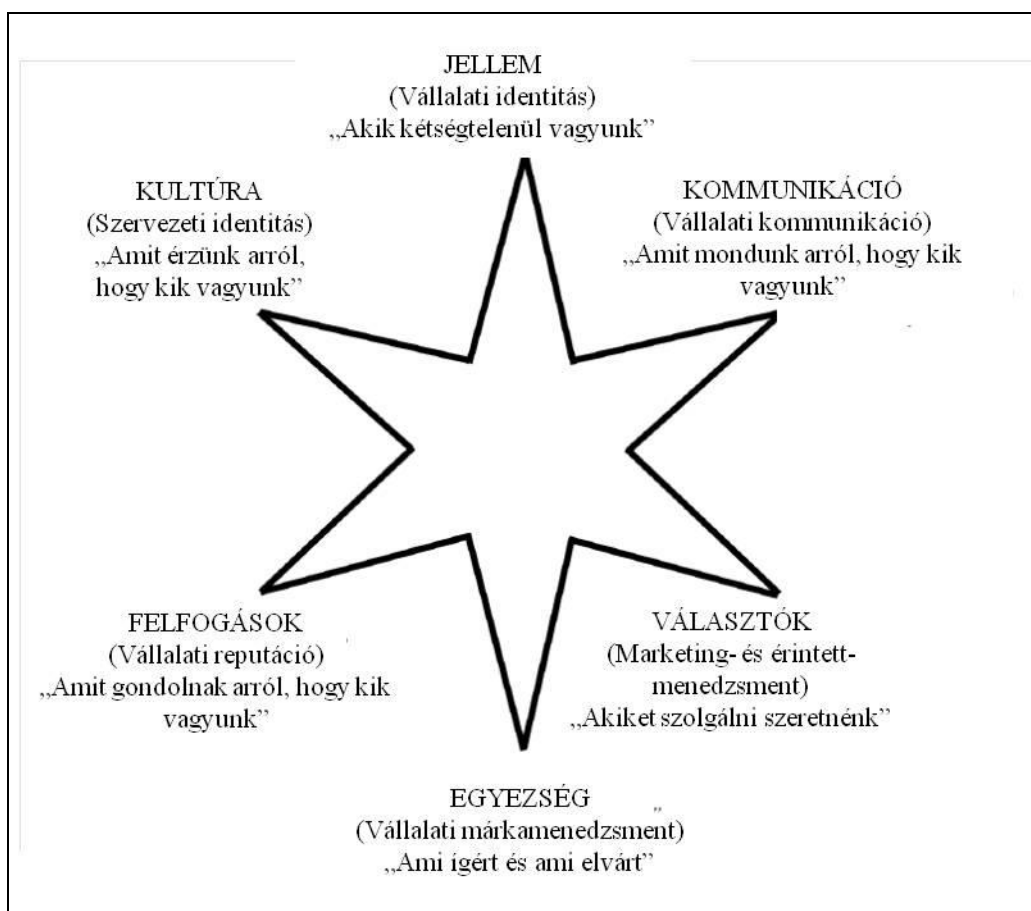 JELLEM
(Vállalati identitás)
„Akik kétségtelenül vagyunk”
KULTÚRA
(Szervezeti identitás)
„Amit érzünk arról,
hogy kik vagyunk”
KOMMUNIKÁCIÓ
(Vállalati kommunikáció)
„Amit mondunk arról, hogy kik
vagyunk”
FELFOGÁSOK
(Vállalati reputáció)
„Amit gondolnak arról, hogy kik
vagyunk”
VÁLASZTÓK
(Marketing- és érintett-
menedzsment)
„Akiket szolgálni szeretnénk”
EGYEZSÉG
(Vállalati márkamenedzsment)
„Ami ígért és ami elvárt”